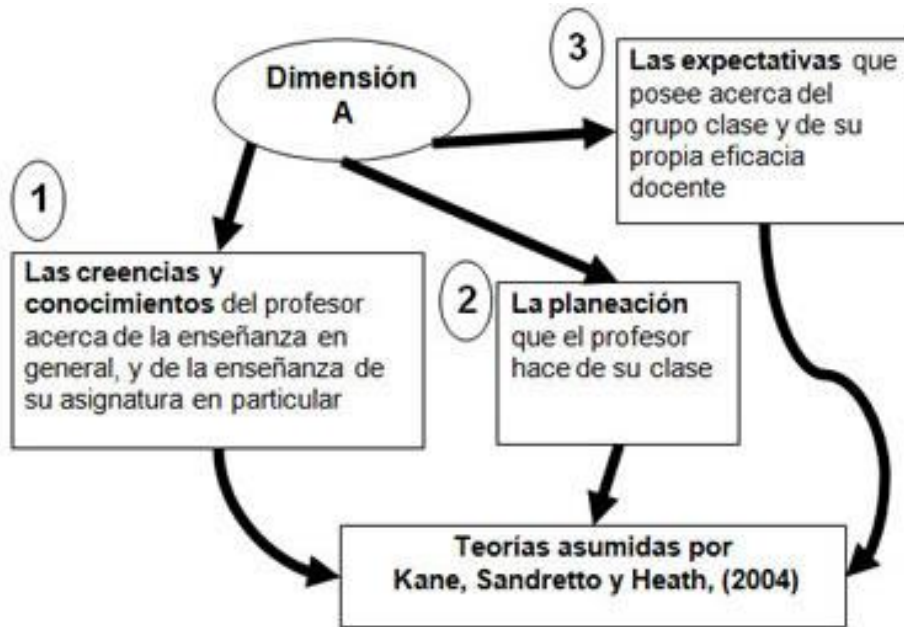 Dimensión
A
1
Las creencias y
conocimientos del profesor
acerca de la enseñanza en
general, y de la enseñanza de
su asignatura en particular
2
La planeación
que el profesor
hace de su clase
3
Las expectativas que
posee acerca del
grupo clase y de su
propia eficacia
docente
Teorías asumidas por
Kane, Sandretto y Heath, (2004)